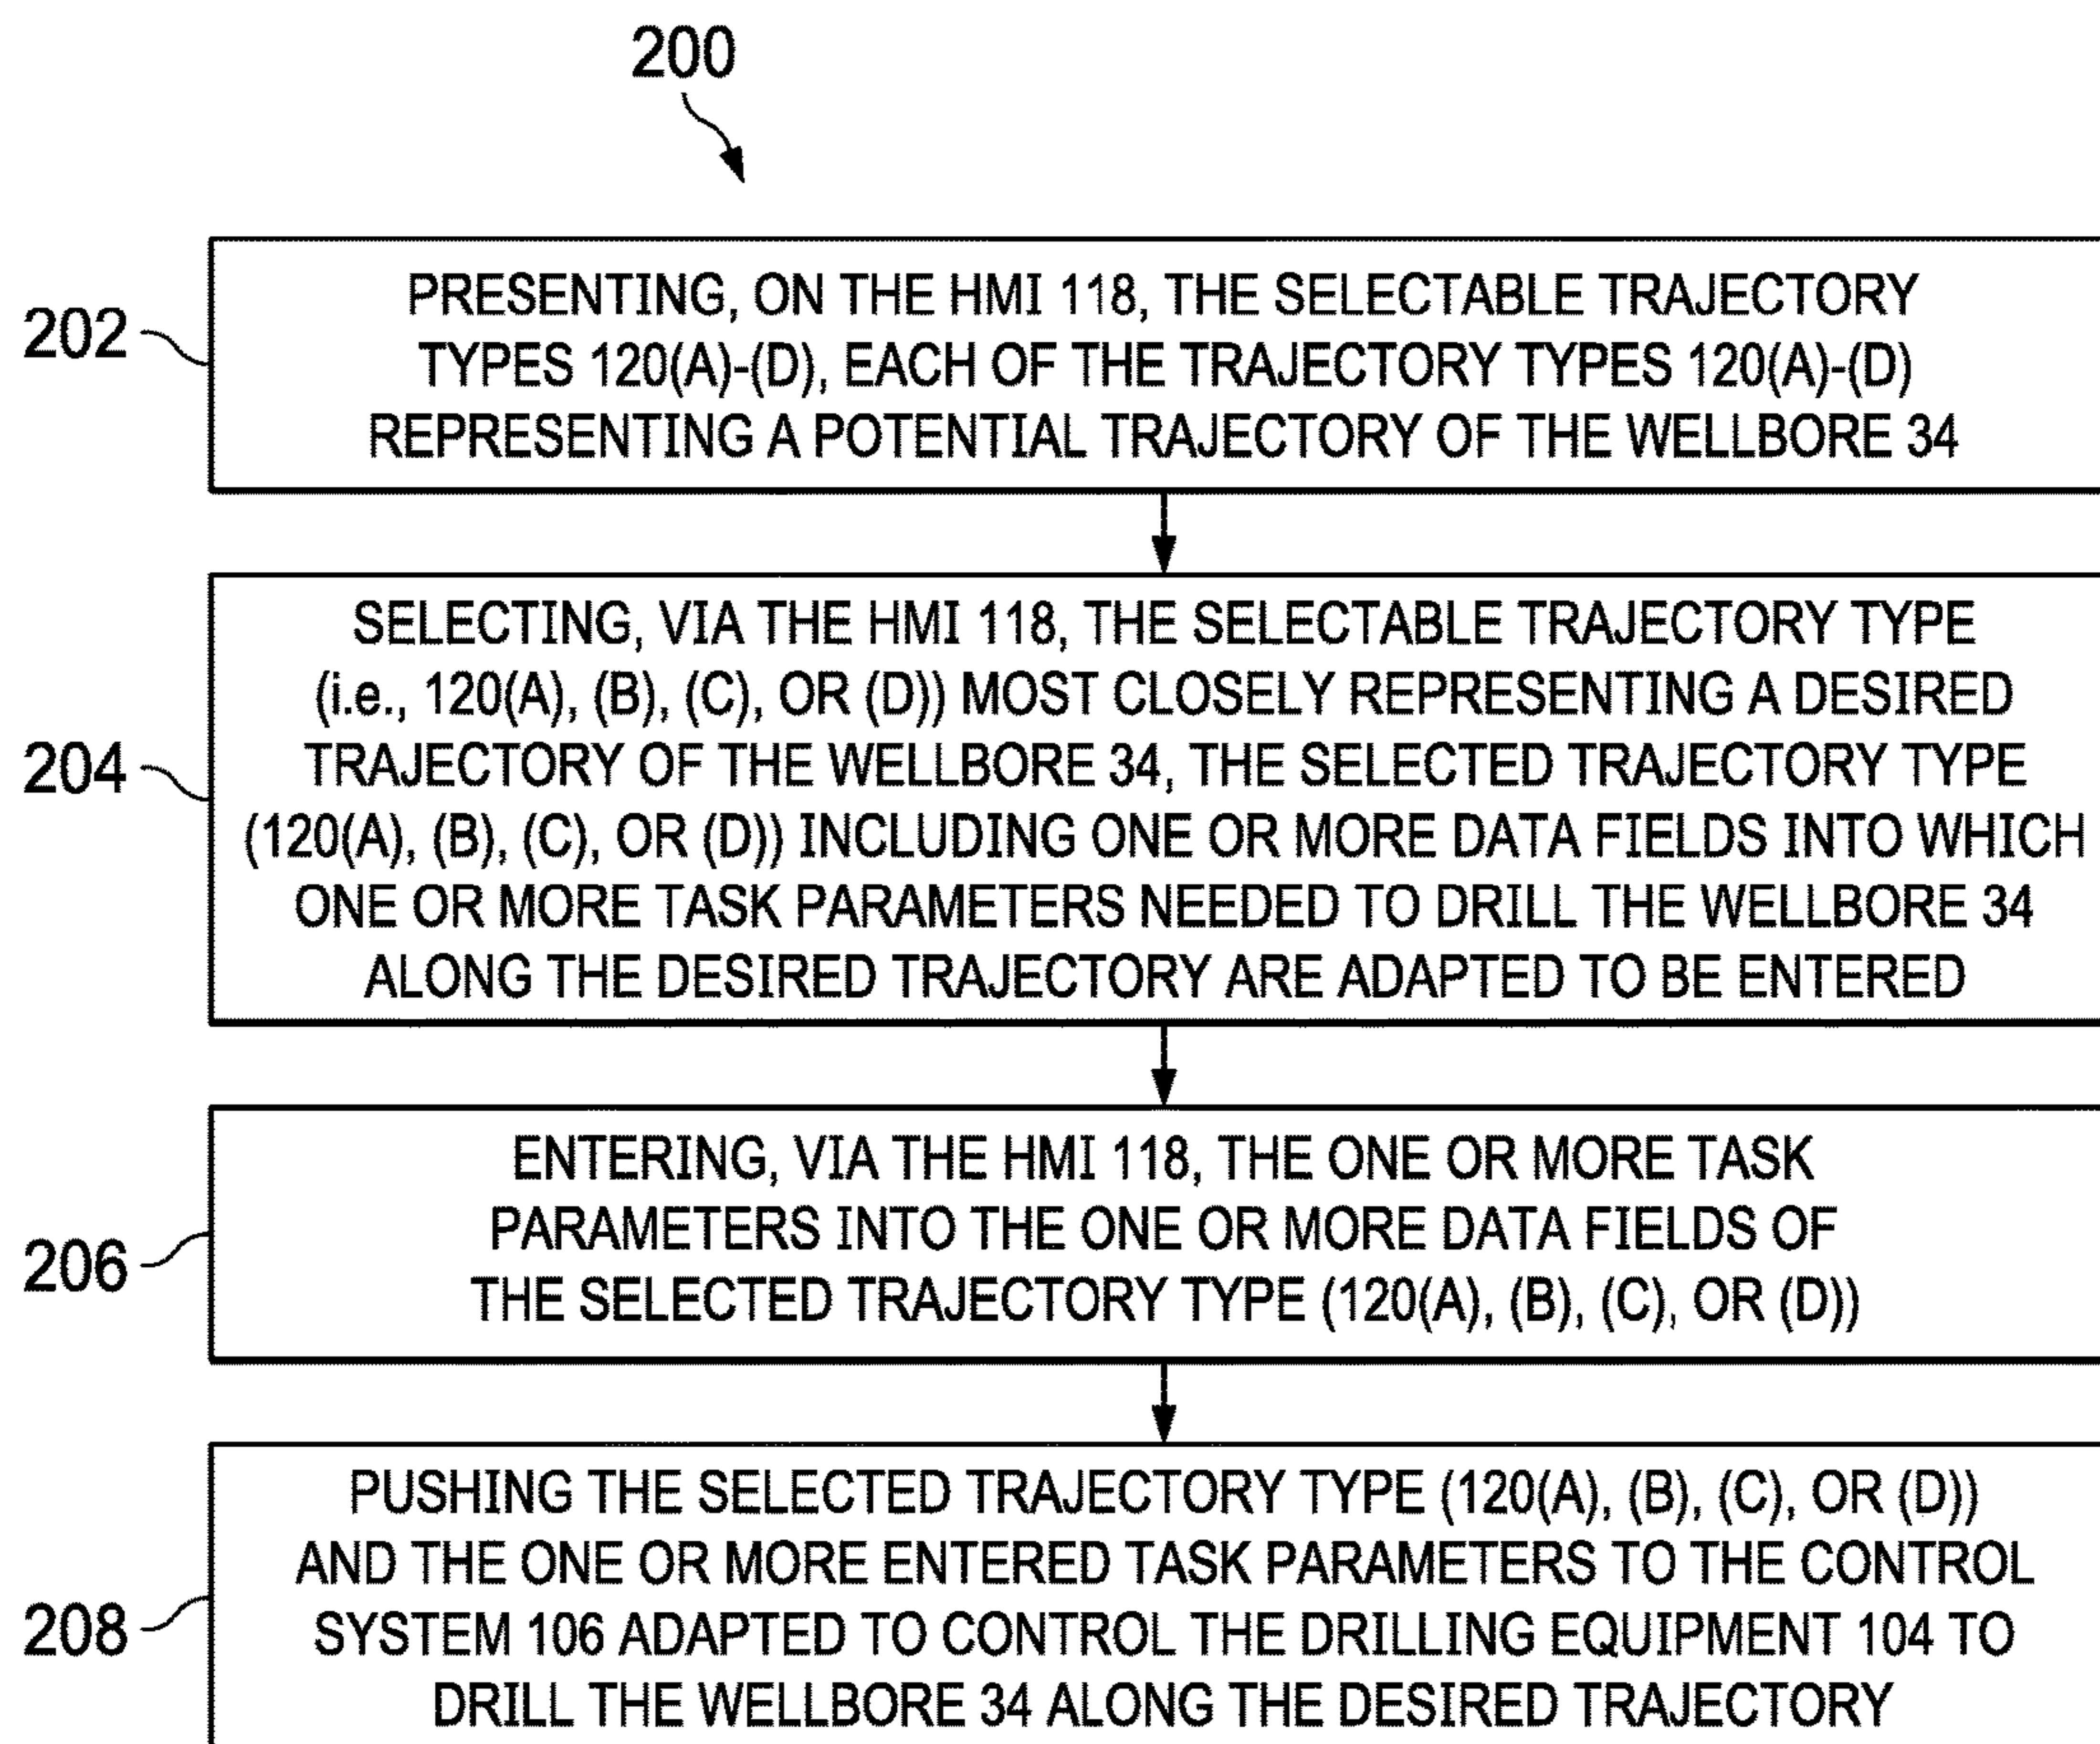 200
202
PRESENTING, ON THE HMI 118, THE SELECTABLE TRAJECTORY
TYPES 120(A)-(D), EACH OF THE TRAJECTORY TYPES 120(A)-(D)
REPRESENTING A POTENTIAL TRAJECTORY OF THE WELLBORE 34
204
SELECTING, VIA THE HMI 118, THE SELECTABLE TRAJECTORY TYPE
(i.e., 120(A), (B), (C), OR (D)) MOST CLOSELY REPRESENTING A DESIRED
TRAJECTORY OF THE WELLBORE 34, THE SELECTED TRAJECTORY TYPE
(120(A), (B), (C), OR (D)) INCLUDING ONE OR MORE DATA FIELDS INTO WHICH
ONE OR MORE TASK PARAMETERS NEEDED TO DRILL THE WELLBORE 34
ALONG THE DESIRED TRAJECTORY ARE ADAPTED TO BE ENTERED
206
ENTERING, VIA THE HMI 118, THE ONE OR MORE TASK
PARAMETERS INTO THE ONE OR MORE DATA FIELDS OF
THE SELECTED TRAJECTORY TYPE (120(A), (B), (C), OR (D))
208
PUSHING THE SELECTED TRAJECTORY TYPE (120(A), (B), (C), OR (D))
AND THE ONE OR MORE ENTERED TASK PARAMETERS TO THE CONTROL
SYSTEM 106 ADAPTED TO CONTROL THE DRILLING EQUIPMENT 104 TO
DRILL THE WELLBORE 34 ALONG THE DESIRED TRAJECTORY